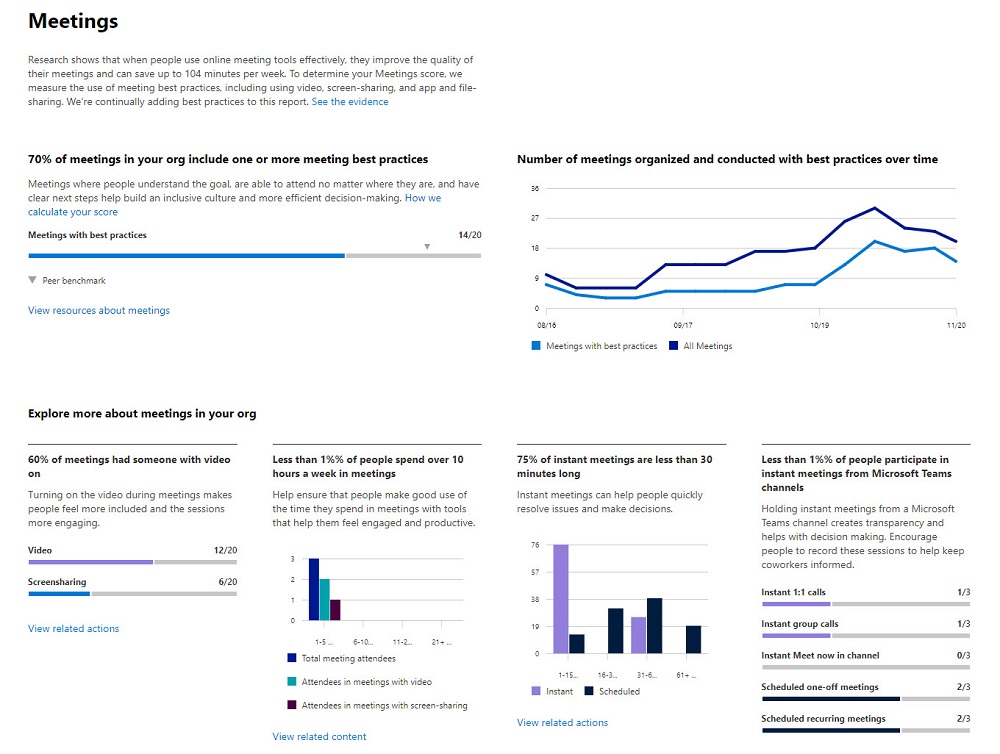 Meetings
Research shows that when people use online meeting tools effectively, they improve the quality of
their meetings and can save up to 104 minutes per week. To determine your Meetings score, we
measure the use of meeting best practices, including using video, screen-sharing, and app and file-
sharing. We're continually adding best practices to this report. See the evidence
70% of meetings in your org include one or more meeting best practices
Meetings where people understand the goal, are able to attend no matter where they are, and have
clear next steps help build an inclusive culture and more efficient decision-making. How we
calculate your score
Meetings with best practices 14/20
Peer benchmark
View resources about meetings
Number of meetings organized and conducted with best practices over time
36
27
18
9
0
08/16 09/17 10/19 11/20
Meetings with best practices All Meetings
Explore more about meetings in your org
60% of meetings had someone with video
on
Turning on the video during meetings makes
people feel more included and the sessions
more engaging.
Video 12/20
Screensharing 6/20
View related actions
Less than 1%% of people spend over 10
hours a week in meetings
Help ensure that people make good use of
the time they spend in meetings with tools
that help them feel engaged and productive.
3
2
1
0
1-5 ... 6-10... 11-2... 21+ ...
Total meeting attendees
Attendees in meetings with video
Attendees in meetings with screen-sharing
View related content
75% of instant meetings are less than 30
minutes long
Instant meetings can help people quickly
resolve issues and make decisions.
76
57
38
19
0
1-15... 16-3... 31-6... 61+ ...
Instant Scheduled
View related actions
Less than 1%% of people participate in
instant meetings from Microsoft Teams
channels
Holding instant meetings from a Microsoft
Teams channel creates transparency and
helps with decision making. Encourage
people to record these sessions to help keep
coworkers informed.
Instant 1:1 calls 1/3
Instant group calls 1/3
Instant Meet now in channel 0/3
Scheduled one-off meetings 2/3
Scheduled recurring meetings 2/3